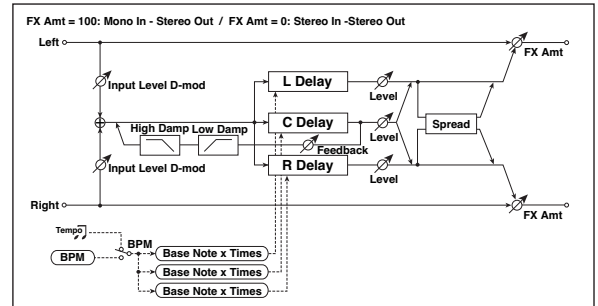 FX Amt = 100: Mono In - Stereo Out / FX Amt = 0: Stereo In -Stereo Out
Left
FX Amt
L Delay
Input Level D-mod
Level
High Damp Low Damp
C Delay
Spread
Level
Feedback
R Delay
Input Level D-mod
Level
Right
FX Amt
Tempo
BPM
BPM
Base Note x Times
Base Note x Times
Base Note x Times